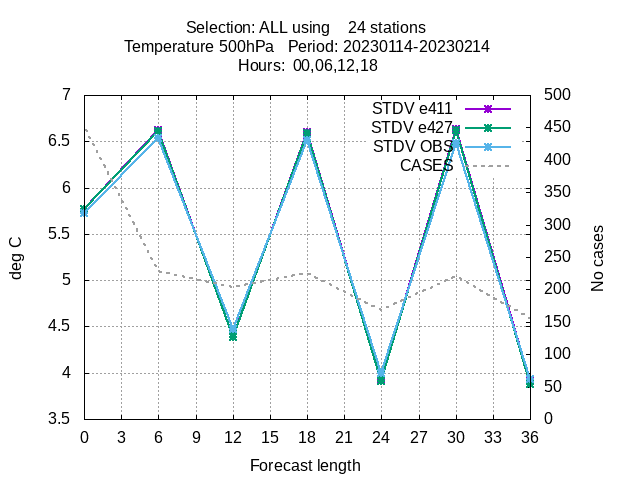 Selection: ALL using    24 stations
Temperature 500hPa   Period: 20230114-20230214
Hours:  00,06,12,18
STDV e411
STDV e427
STDV OBS
CASES
7
6.5
6
5.5
5
4.5
4
3.5
deg C
500
450
400
350
300
250
200
150
100
50
0
No cases
0 3 6 9 12 15 18 21 24 27 30 33 36
Forecast length